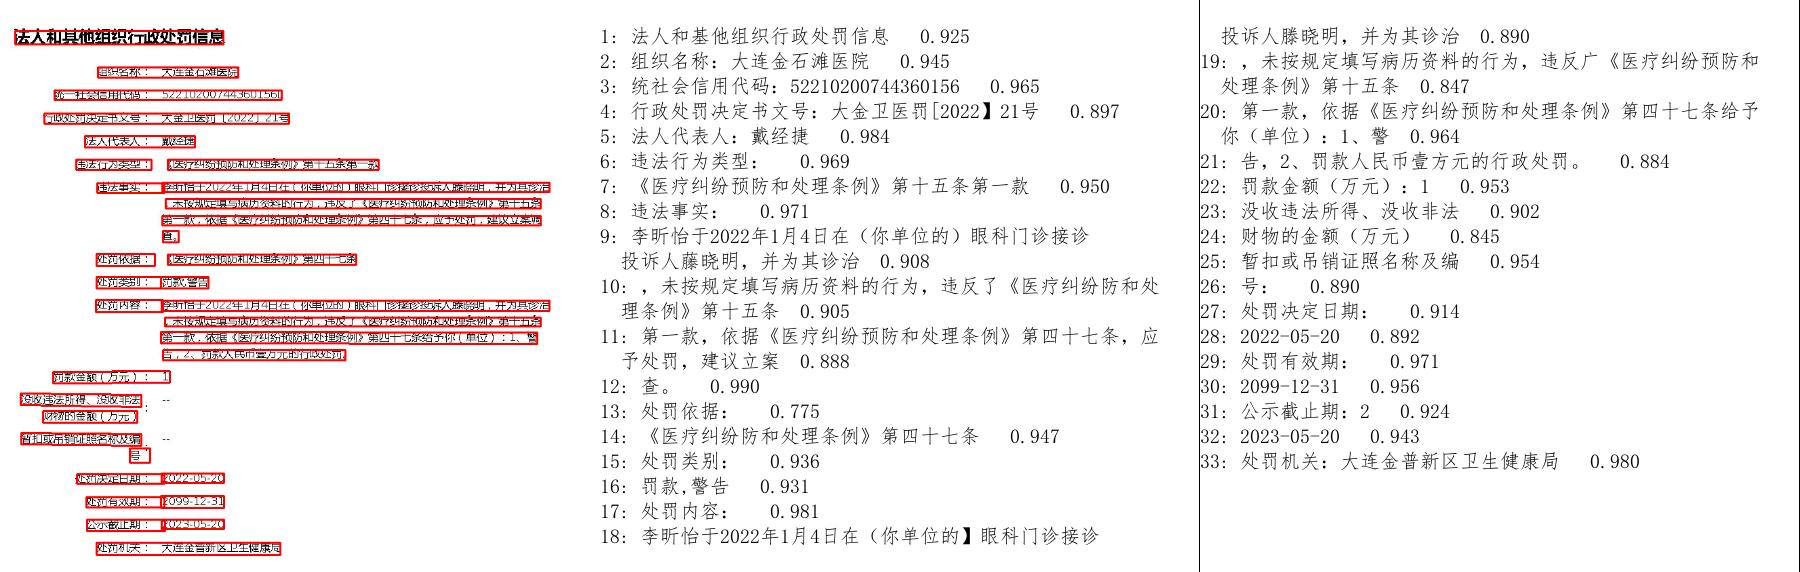 法人和其他组织行政处罚信息
组织名称： 大连金石滩医院
统一社会信用代码： 52210200744360156L
行政处罚决定书文号： 大金卫医罚［2022］21号
法人代表人： 戴经捷
违法行为类型： 《医疗纠纷预防和处理条例》第十五条第一款
违法事实： 李昕怡于2022年1月4日在（你单位的）眼科门诊接诊投诉人滕晓明，并为其诊治
，未按规定填写病历资料的行为，违反了《医疗纠纷预防和处理条例》第十五条
第一款，依据《医疗纠纷预防和处理条例》第四十七条，应予处罚，建议立案调
查。
处罚依据： 《医疗纠纷预防和处理条例》第四十七条
处罚类别： 罚款,警告
处罚内容： 李昕怡于2022年1月4日在（你单位的）眼科门诊接诊投诉人滕晓明，并为其诊治
，未按规定填写病历资料的行为，违反了《医疗纠纷预防和处理条例》第十五条
第一款，依据《医疗纠纷预防和处理条例》第四十七条给予你（单位）：1、警
告，2、罚款人民币壹万元的行政处罚。
罚款金额（万元）： 1
没收违法所得、没收非法
财物的金额（万元）： --
暂扣或吊销证照名称及编
号： --
处罚决定日期： 2022-05-20
处罚有效期： 2099-12-31
公示截止期： 2023-05-20
处罚机关： 大连金普新区卫生健康局
1: 法人和基他组织行政处罚信息 0.925
2: 组织名称：大连金石滩医院 0.945
3: 统社会信用代码：52210200744360156 0.965
4: 行政处罚决定书文号：大金卫医罚[2022】21号 0.897
5: 法人代表人：戴经捷 0.984
6: 违法行为类型： 0.969
7: 《医疗纠纷预防和处理条例》第十五条第一款 0.950
8: 违法事实： 0.971
9: 李昕怡于2022年1月4日在（你单位的）眼科门诊接诊
投诉人藤晓明，并为其诊治 0.908
10: ，未按规定填写病历资料的行为，违反了《医疗纠纷防和处
理条例》第十五条 0.905
11: 第一款，依据《医疗纠纷预防和处理条例》第四十七条，应
予处罚，建议立案 0.888
12: 查。 0.990
13: 处罚依据： 0.775
14: 《医疗纠纷防和处理条例》第四十七条 0.947
15: 处罚类别： 0.936
16: 罚款,警告 0.931
17: 处罚内容： 0.981
18: 李昕怡于2022年1月4日在（你单位的】眼科门诊接诊
投诉人滕晓明，并为其诊治 0.890
19: ，未按规定填写病历资料的行为，违反广《医疗纠纷预防和
处理条例》第十五条 0.847
20: 第一款，依据《医疗纠纷预防和处理条例》第四十七条给予
你（单位）：1、警 0.964
21: 告，2、罚款人民币壹方元的行政处罚。 0.884
22: 罚款金额（万元）：1 0.953
23: 没收违法所得、没收非法 0.902
24: 财物的金额（万元） 0.845
25: 暂扣或吊销证照名称及编 0.954
26: 号： 0.890
27: 处罚决定日期： 0.914
28: 2022-05-20 0.892
29: 处罚有效期： 0.971
30: 2099-12-31 0.956
31: 公示截止期：2 0.924
32: 2023-05-20 0.943
33: 处罚机关：大连金普新区卫生健康局 0.980